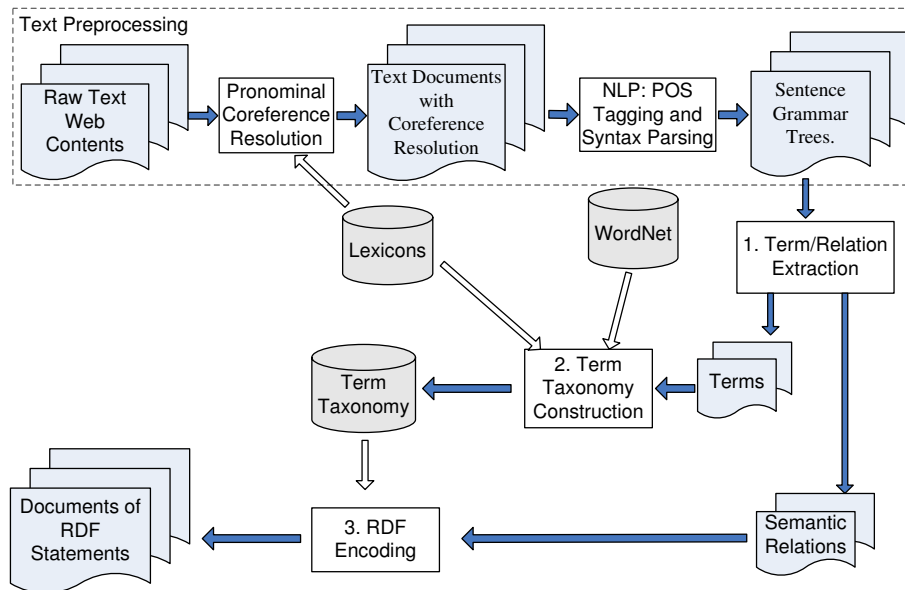 Text Preprocessing
Raw Text
Web
Contents
Pronominal
Coreference
Resolution
Text Documents
with
Coreference
Resolution
NLP: POS
Tagging and
Syntax Parsing
Sentence
Grammar
Trees.
Lexicons
WordNet
1. Term/Relation
Extraction
Term
Taxonomy
2. Term
Taxonomy
Construction
Terms
Documents of
RDF
Statements
3. RDF
Encoding
Semantic
Relations